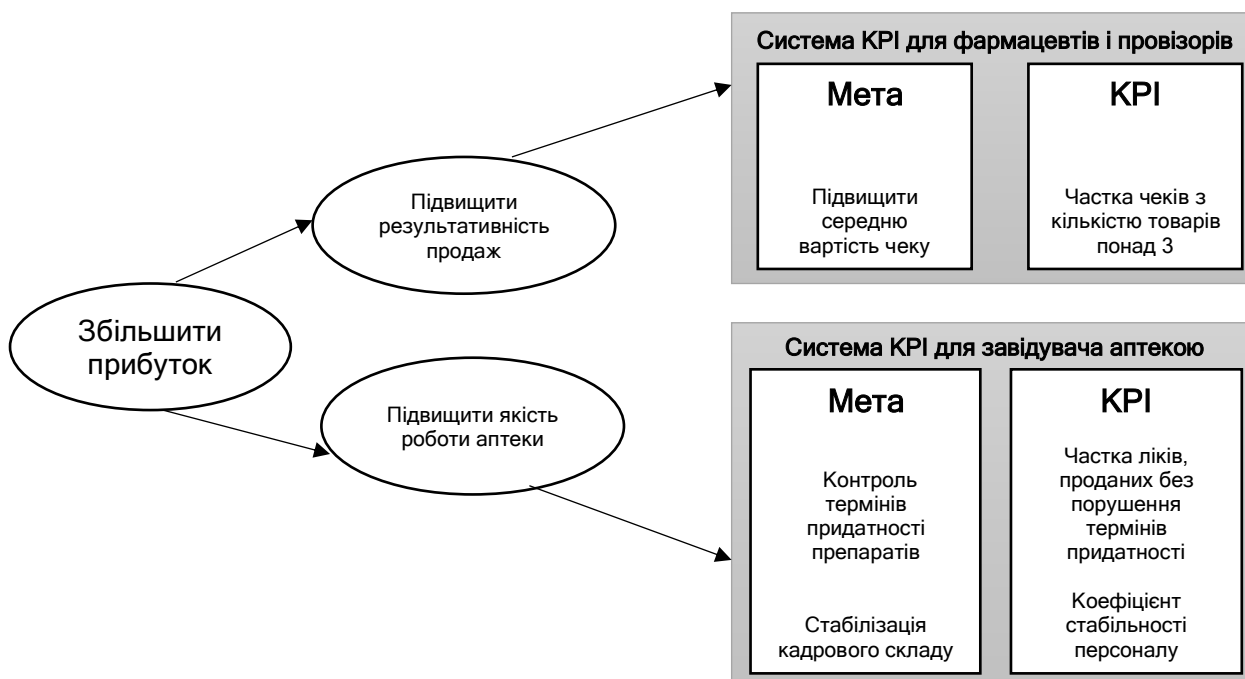 Збільшити
прибуток
Підвищити
результативність
продаж
Підвищити якість
роботи аптеки
Система KPI для фармацевтів і провізорів
Мета
Підвищити
середню
вартість чеку
KPI
Частка чеків з
кількістю товарів
понад 3
Система KPI для завідувача аптекою
Мета
Контроль
термінів
придатності
препаратів
Стабілізація
кадрового складу
KPI
Частка ліків,
проданих без
порушення
термінів
придатності
Коефіцієнт
стабільності
персоналу